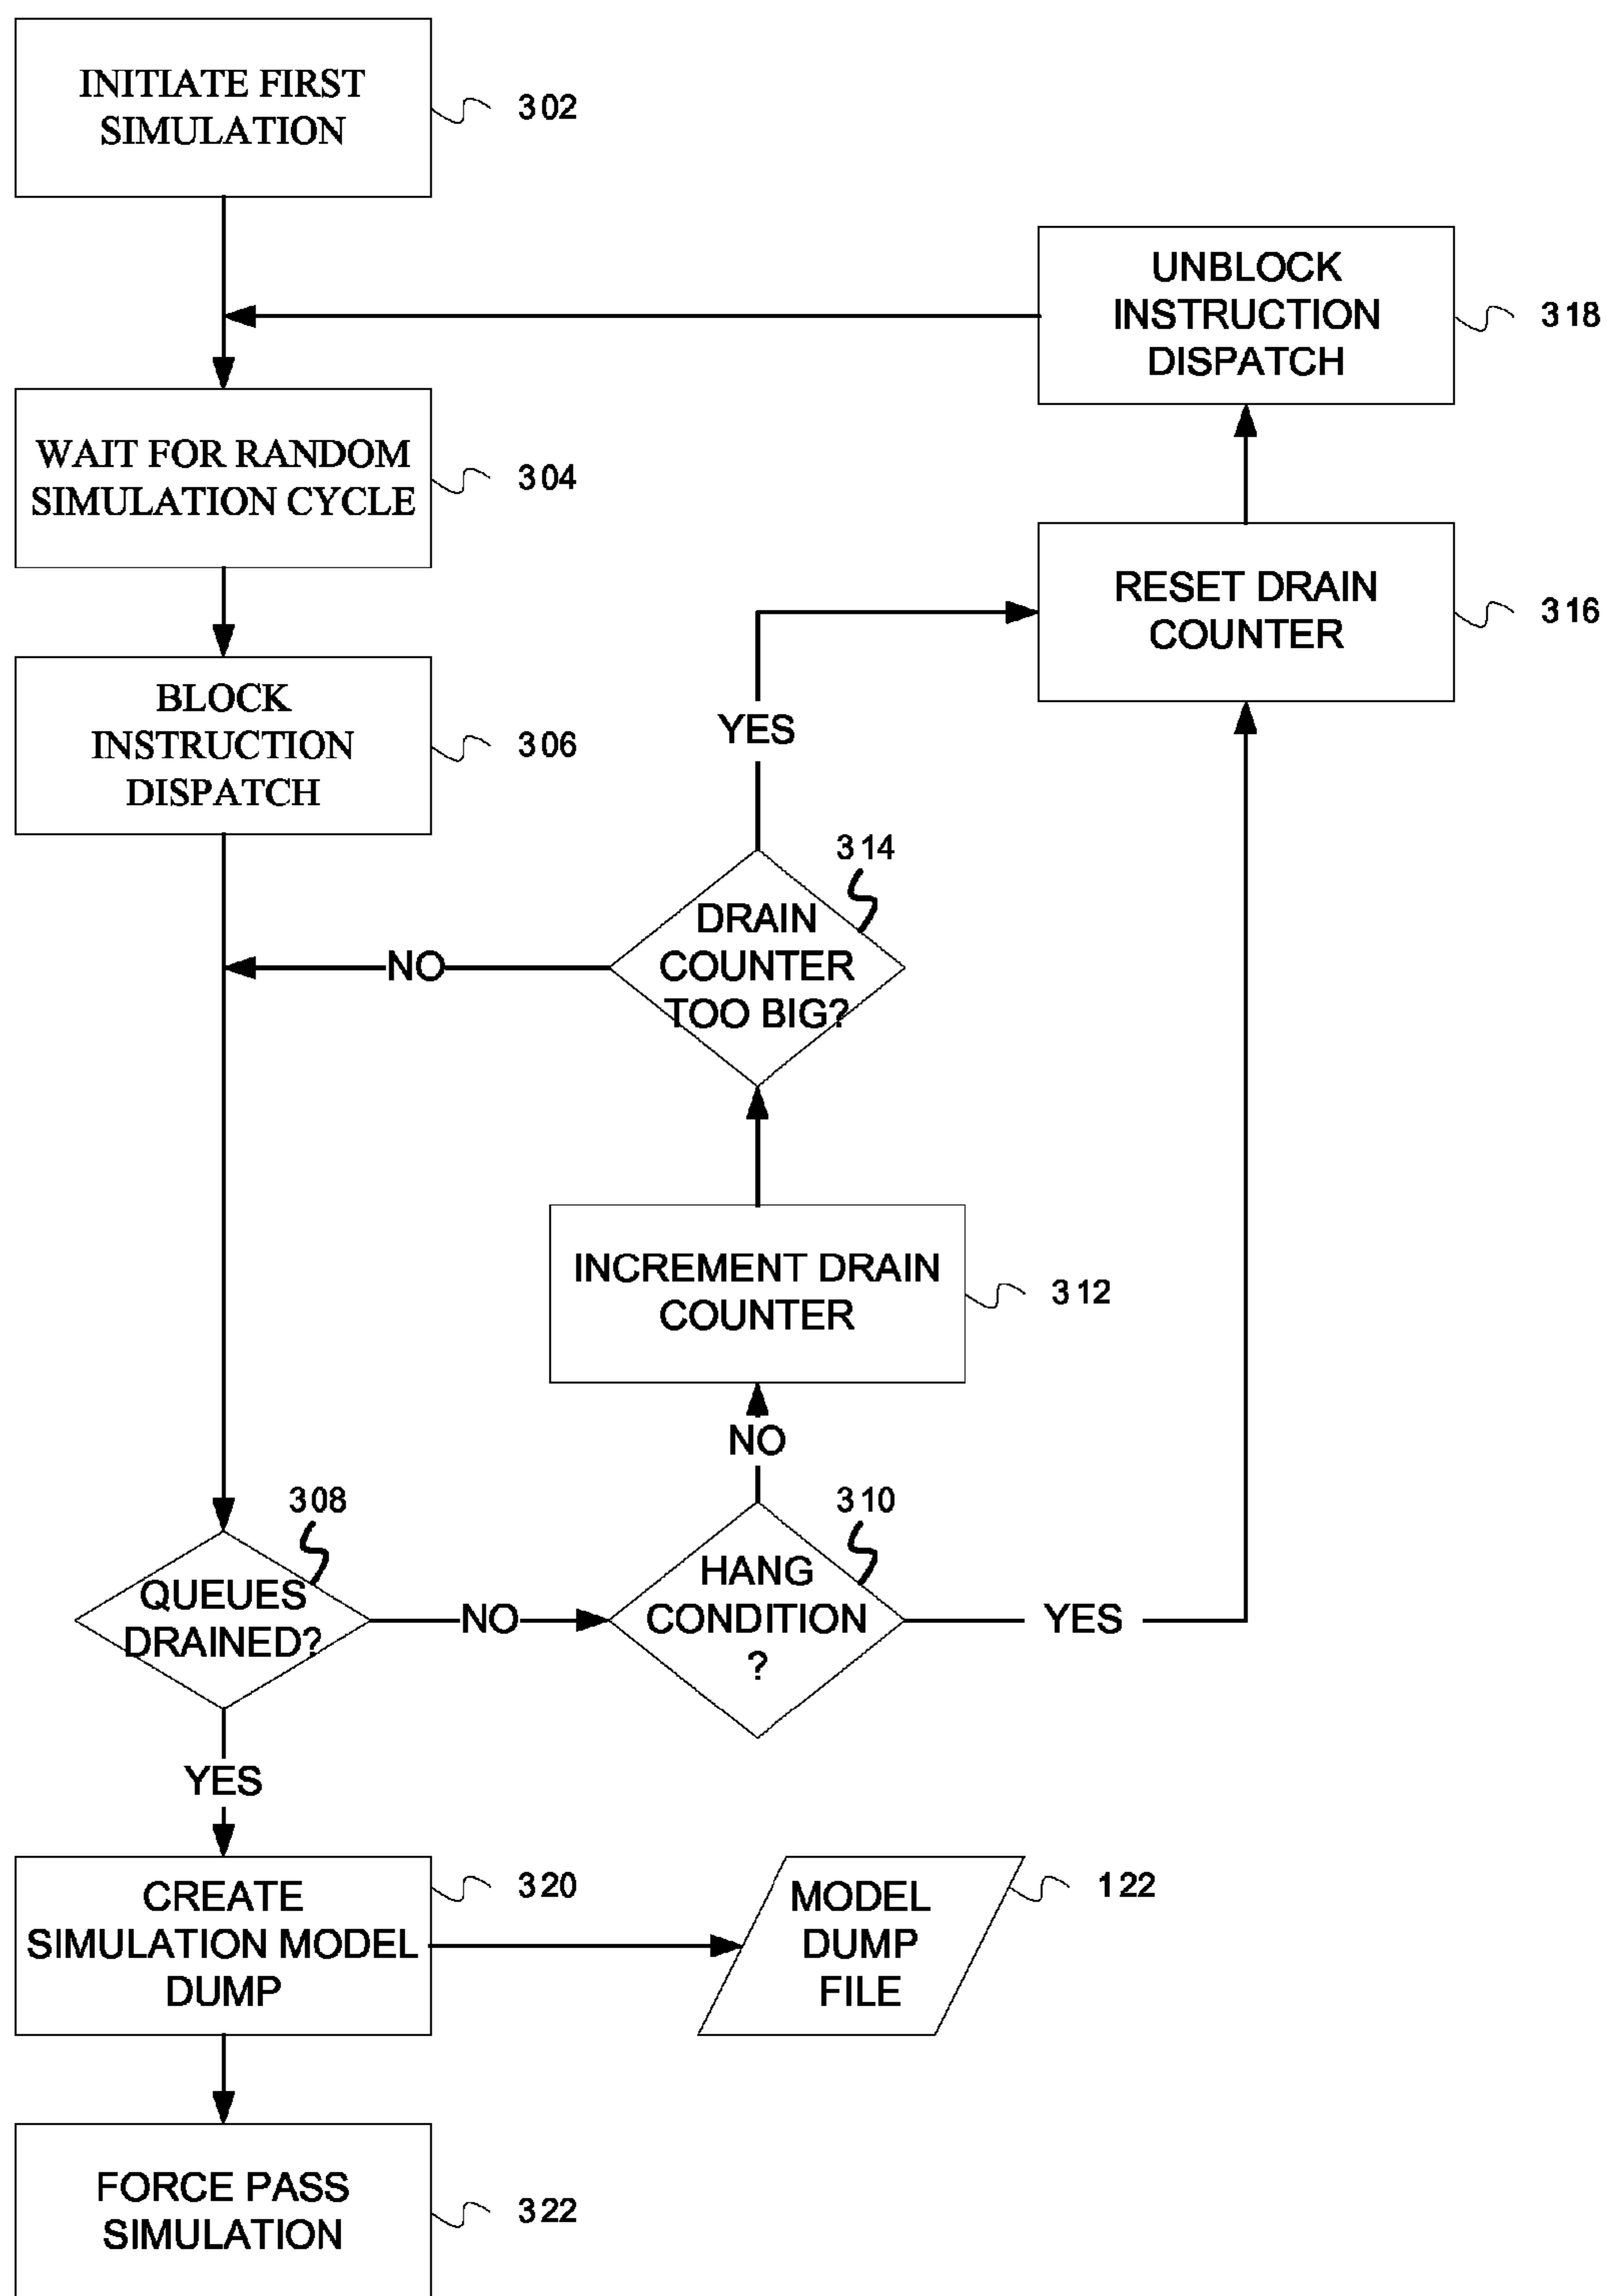 INITIATE FIRST
SIMULATION
302
UNBLOCK
INSTRUCTION
DISPATCH
318
WAIT FOR RANDOM
SIMULATION CYCLE
304
RESET DRAIN
COUNTER
316
BLOCK
INSTRUCTION
DISPATCH
306
YES
314
DRAIN
COUNTER
TOO BIG?
NO
INCREMENT DRAIN
COUNTER
312
NO
308
QUEUES
DRAINED?
NO
310
HANG
CONDITION
?
YES
YES
CREATE
SIMULATION MODEL
DUMP
320
MODEL
DUMP
FILE
122
FORCE PASS
SIMULATION
322